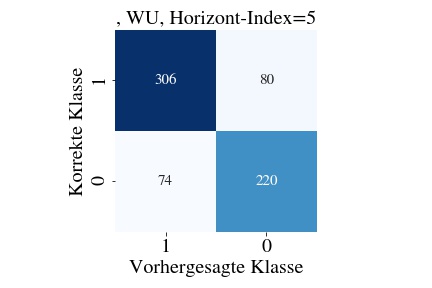 , WU, Horizont-Index=5
Korrekte Klasse
1
306
80
0
74
220
1
0
Vorhergesagte Klasse